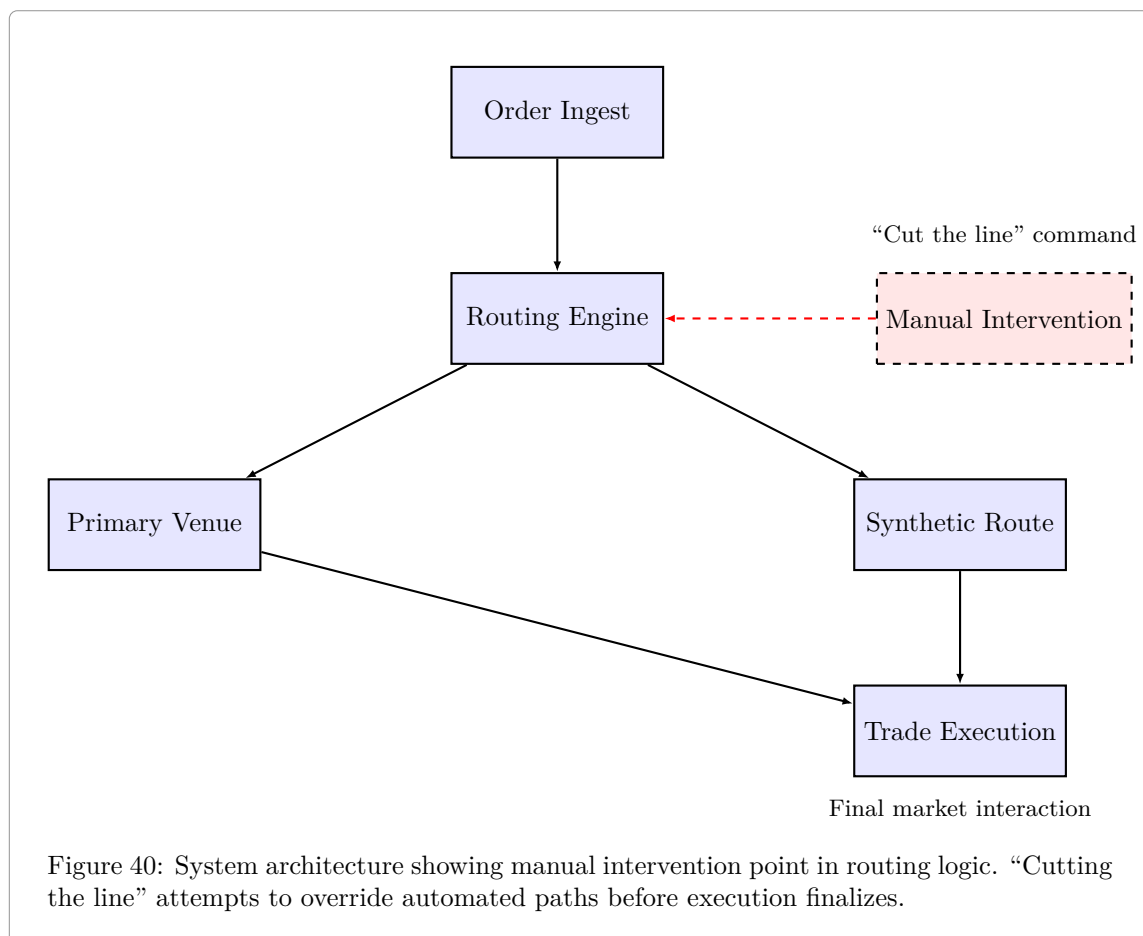 Order Ingest
“Cut the line” command
Routing Engine
Manual Intervention
Primary Venue
Synthetic Route
Trade Execution
Final market interaction
Figure 40: System architecture showing manual intervention point in routing logic. “Cutting
the line” attempts to override automated paths before execution finalizes.